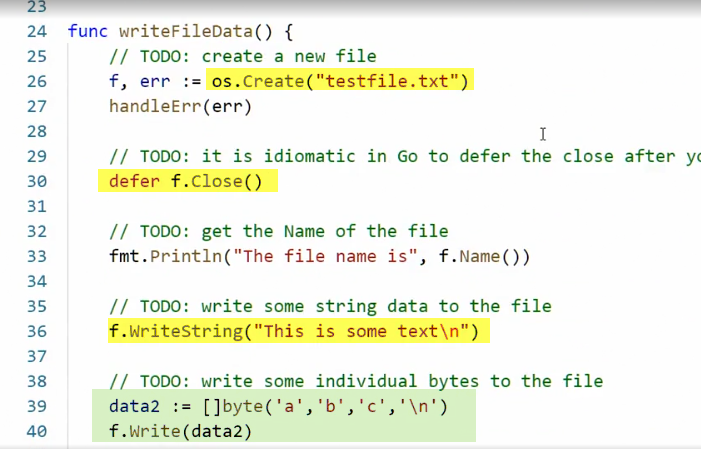 23
24 func writeFileData() {
25 // TODO: create a new file
26 f, err := os.Create("testfile.txt")
27 handleErr(err)
28
29 // TODO: it is idiomatic in Go to defer the close after
30 defer f.Close()
31
32 // TODO: get the Name of the file
33 fmt.Println("The file name is", f.Name())
34
35 // TODO: write some string data to the file
36 f.WriteString("This is some text\n")
37
38 // TODO: write some individual bytes to the file
39 data2 := []byte('a','b','c','\n')
40 f.Write(data2)